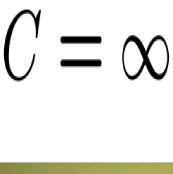 C = ∞